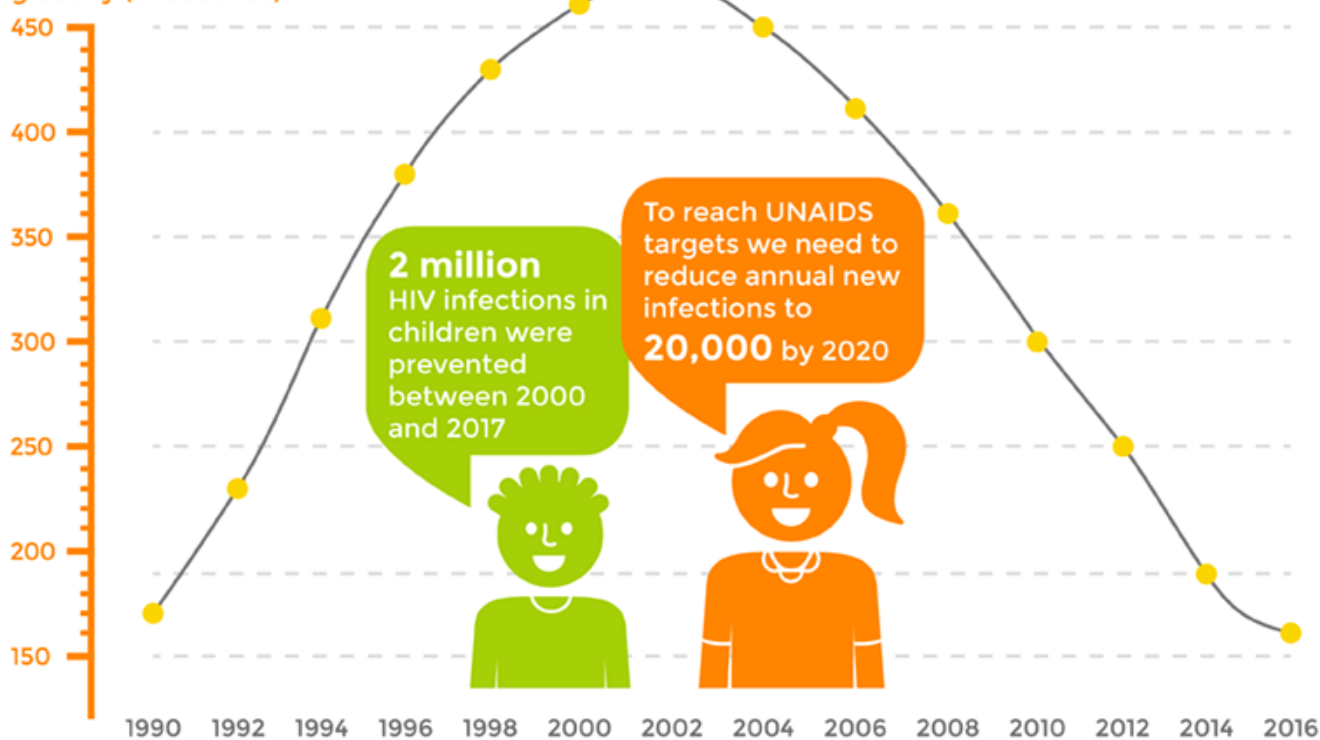 450
400
350
300
250
200
150
2 million
HIV infections in
children were
prevented
between 2000
and 2017
To reach UNAIDS
targets we need to
reduce annual new
infections to
20,000 by 2020
1990 1992 1994 1996 1998 2000 2002 2004 2006 2008 2010 2012 2014 2016